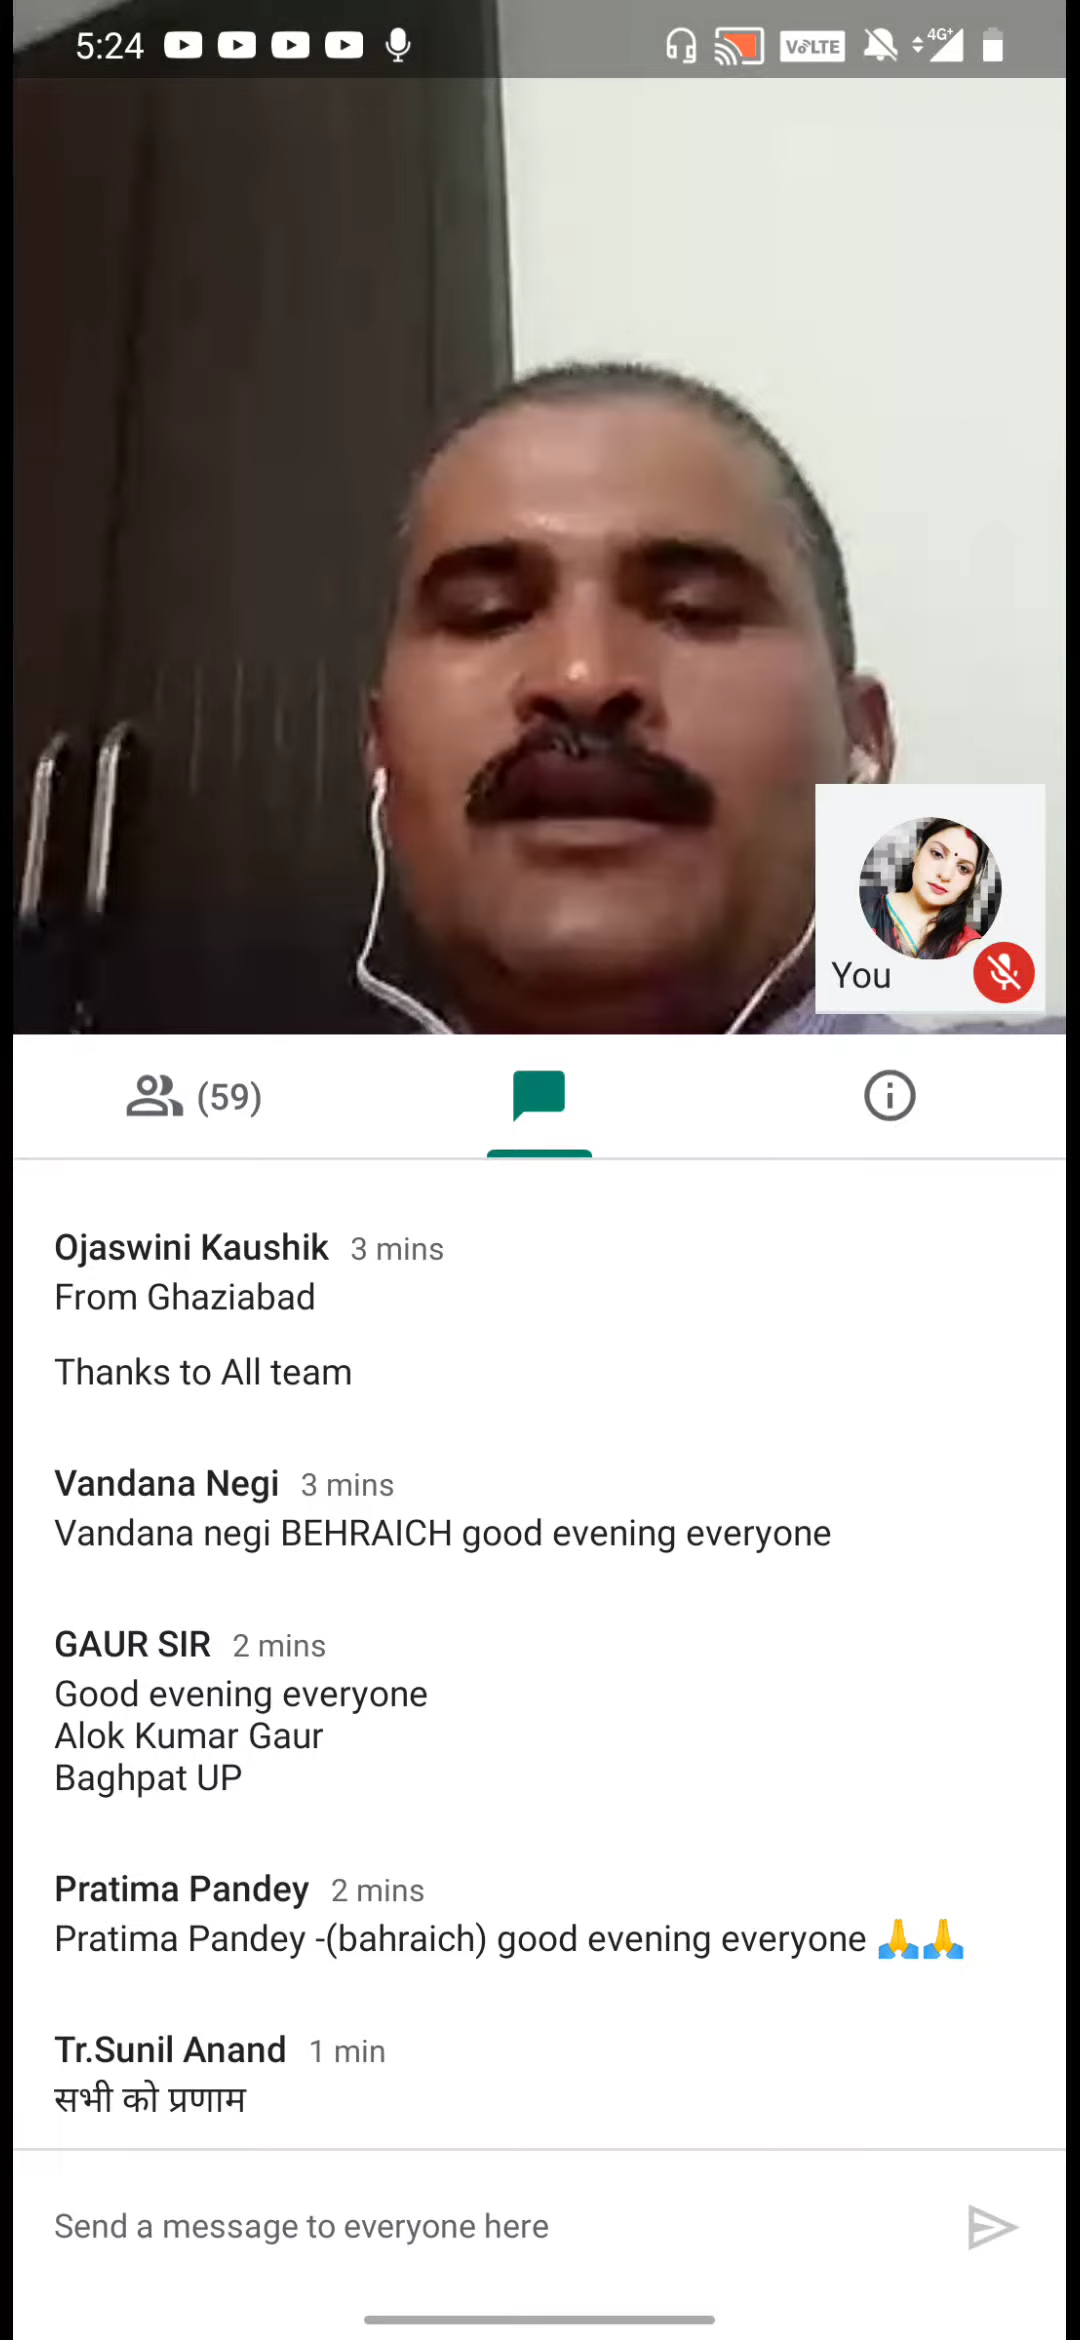 5:24
VoLTE
4G+
You
(59)
Ojaswini Kaushik 3 mins
From Ghaziabad
Thanks to All team
Vandana Negi 3 mins
Vandana negi BEHRAICH good evening everyone
GAUR SIR 2 mins
Good evening everyone
Alok Kumar Gaur
Baghpat UP
Pratima Pandey 2 mins
Pratima Pandey -(bahraich) good evening everyone 🙏🙏
Tr.Sunil Anand 1 min
सभी को प्रणाम
Send a message to everyone here